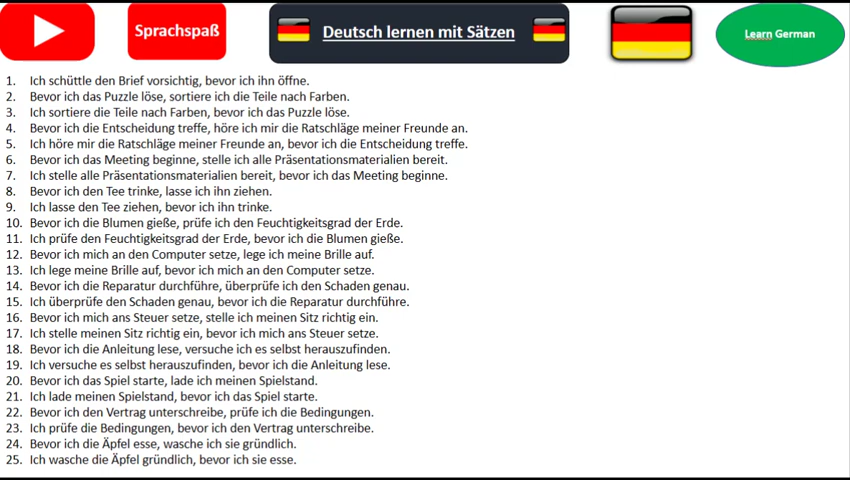 Sprachspaß
Deutsch lernen mit Sätzen
Learn German
1. Ich schüttle den Brief vorsichtig, bevor ich ihn öffne.
2. Bevor ich das Puzzle löse, sortiere ich die Teile nach Farben.
3. Ich sortiere die Teile nach Farben, bevor ich das Puzzle löse.
4. Bevor ich die Entscheidung treffe, höre ich mir die Ratschläge meiner Freunde an.
5. Ich höre mir die Ratschläge meiner Freunde an, bevor ich die Entscheidung treffe.
6. Bevor ich das Meeting beginne, stelle ich alle Präsentationsmaterialien bereit.
7. Ich stelle alle Präsentationsmaterialien bereit, bevor ich das Meeting beginne.
8. Bevor ich den Tee trinke, lasse ich ihn ziehen.
9. Ich lasse den Tee ziehen, bevor ich ihn trinke.
10. Bevor ich die Blumen gieße, prüfe ich den Feuchtigkeitsgrad der Erde.
11. Ich prüfe den Feuchtigkeitsgrad der Erde, bevor ich die Blumen gieße.
12. Bevor ich mich an den Computer setze, lege ich meine Brille auf.
13. Ich lege meine Brille auf, bevor ich mich an den Computer setze.
14. Bevor ich die Reparatur durchführe, überprüfe ich den Schaden genau.
15. Ich überprüfe den Schaden genau, bevor ich die Reparatur durchführe.
16. Bevor ich mich ans Steuer setze, stelle ich meinen Sitz richtig ein.
17. Ich stelle meinen Sitz richtig ein, bevor ich mich ans Steuer setze.
18. Bevor ich die Anleitung lese, versuche ich es selbst herauszufinden.
19. Ich versuche es selbst herauszufinden, bevor ich die Anleitung lese.
20. Bevor ich das Spiel starte, lade ich meinen Spielstand.
21. Ich lade meinen Spielstand, bevor ich das Spiel starte.
22. Bevor ich den Vertrag unterschreibe, prüfe ich die Bedingungen.
23. Ich prüfe die Bedingungen, bevor ich den Vertrag unterschreibe.
24. Bevor ich die Äpfel esse, wasche ich sie gründlich.
25. Ich wasche die Äpfel gründlich, bevor ich sie esse.